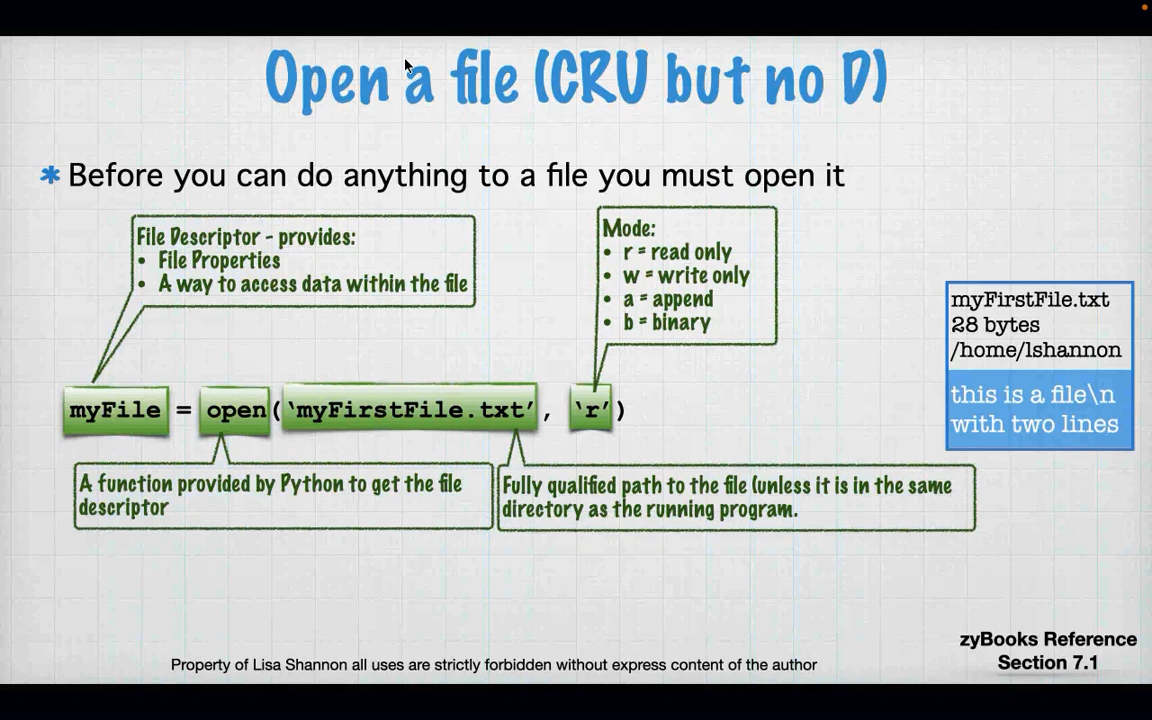 Open a file (CRU but no D)
✱ Before you can do anything to a file you must open it
File Descriptor - provides:
• File Properties
• A way to access data within the file
Mode:
• r = read only
• w = write only
• a = append
• b = binary
myFirstFile.txt
28 bytes
/home/lshannon
this is a file\n
with two lines
myFile = open(‘myFirstFile.txt’, ‘r’)
A function provided by Python to get the file
descriptor
Fully qualified path to the file (unless it is in the same
directory as the running program.
zyBooks Reference
Section 7.1
Property of Lisa Shannon all uses are strictly forbidden without express content of the author